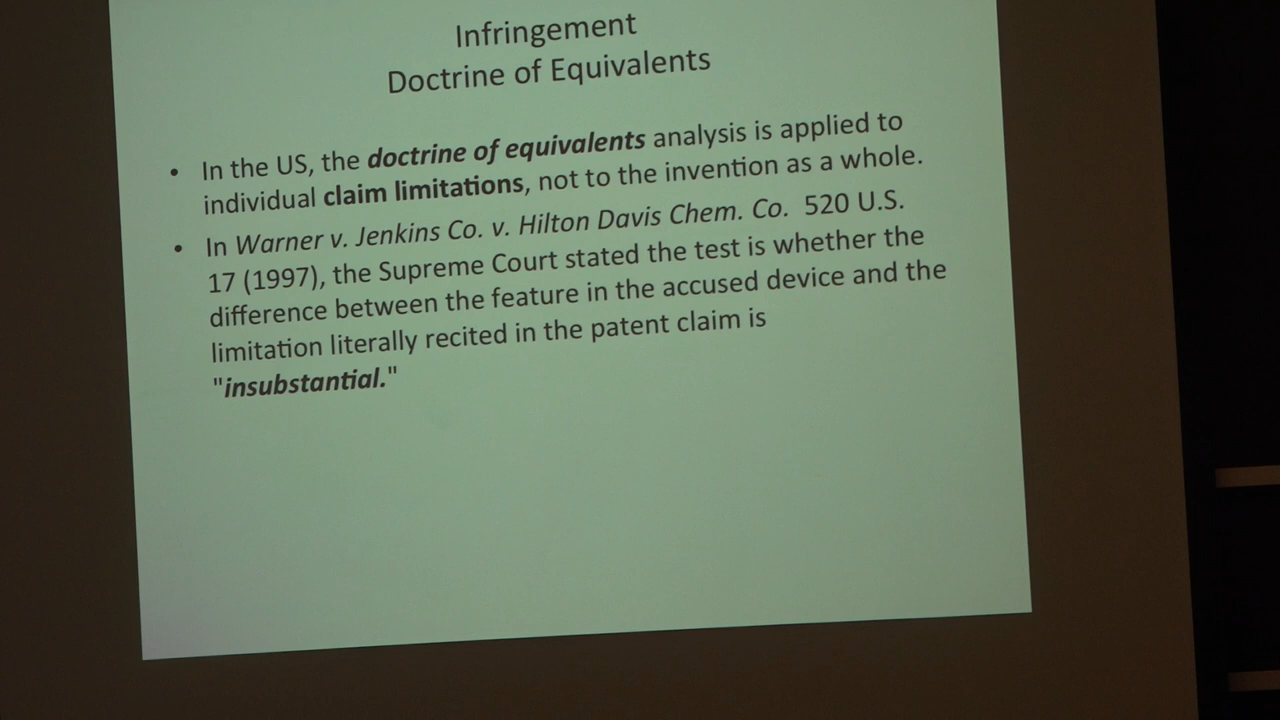 Infringement
Doctrine of Equivalents
• In the US, the doctrine of equivalents analysis is applied to
individual claim limitations, not to the invention as a whole.
• In Warner v. Jenkins Co. v. Hilton Davis Chem. Co. 520 U.S.
17 (1997), the Supreme Court stated the test is whether the
difference between the feature in the accused device and the
limitation literally recited in the patent claim is
"insubstantial."